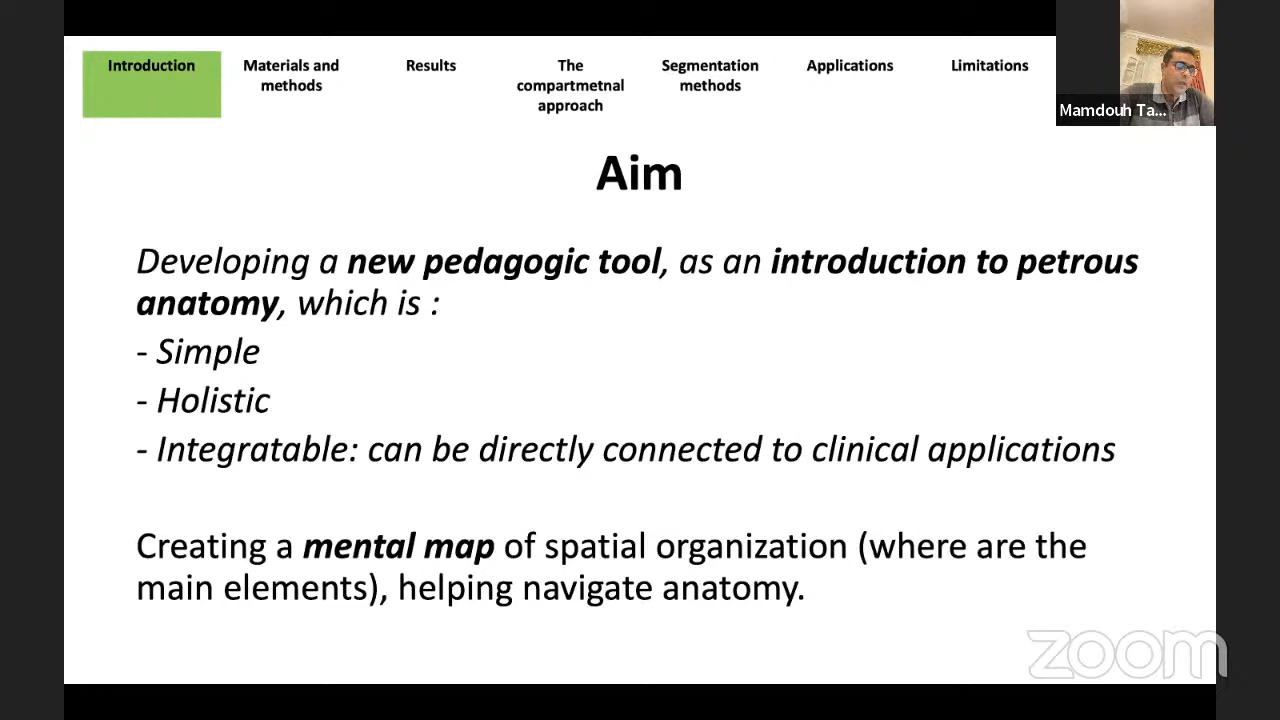 Introduction
Materials and
methods
Results
The
compartmetnal
approach
Segmentation
methods
Applications
Limitations
Mamdouh Ta...
Aim
Developing a new pedagogic tool, as an introduction to petrous
anatomy, which is :
- Simple
- Holistic
- Integratable: can be directly connected to clinical applications
Creating a mental map of spatial organization (where are the
main elements), helping navigate anatomy.
zoom